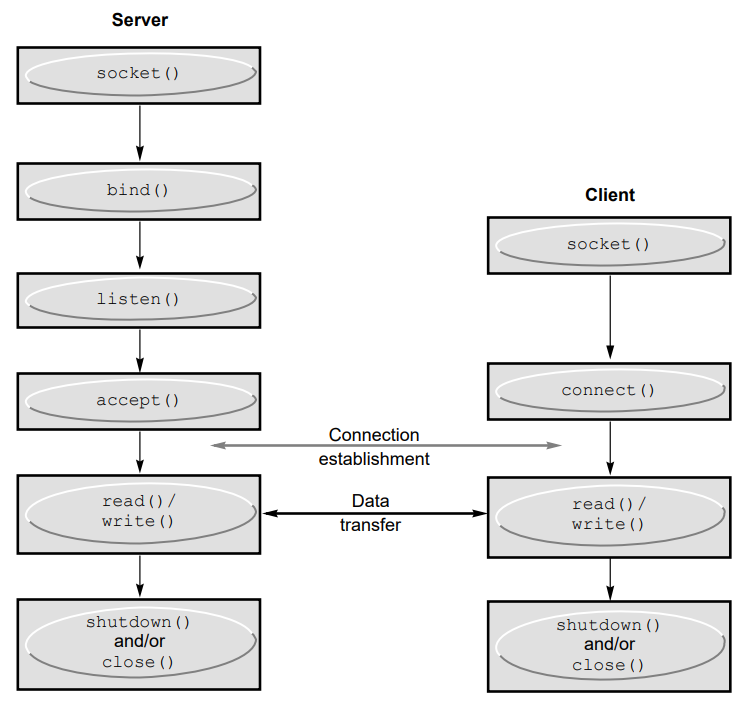 Server
socket()
bind()
listen()
accept()
read()/
write()
shutdown()
and/or
close()
Connection
establishment
Data
transfer
Client
socket()
connect()
read()/
write()
shutdown()
and/or
close()